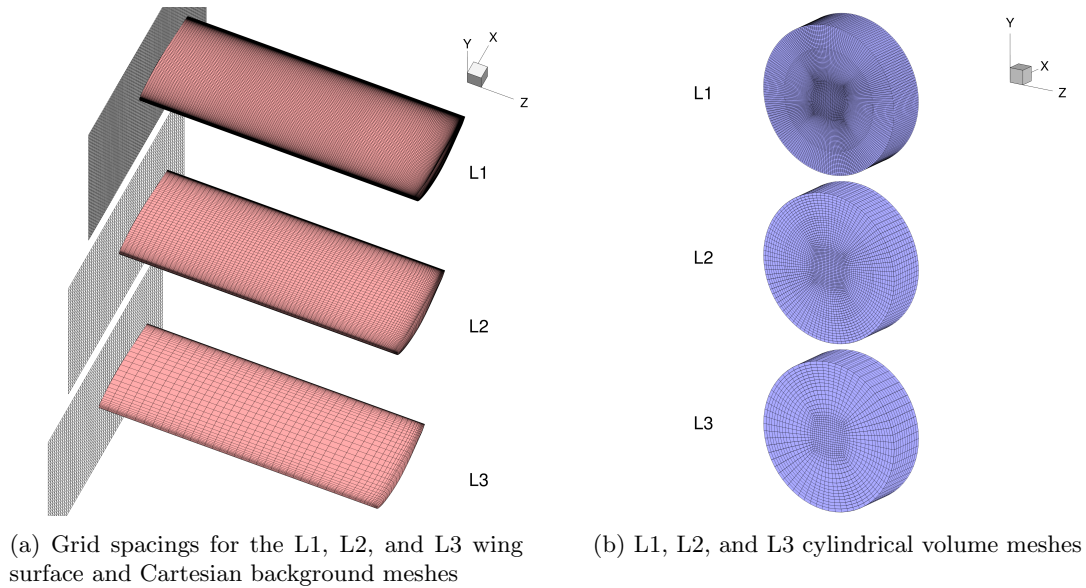 Y
X
Z
L1
L2
L3
Y
X
Z
L1
L2
L3
(a) Grid spacings for the L1, L2, and L3 wing
surface and Cartesian background meshes
(b) L1, L2, and L3 cylindrical volume meshes